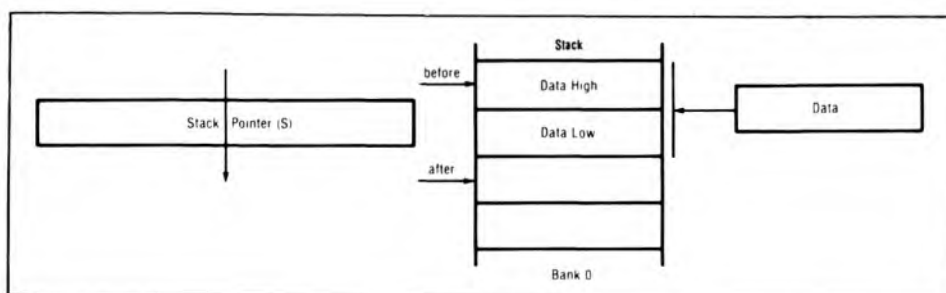 Stack
before
Data High
Data
Stack Pointer (S)
Data Low
after
Bank 0